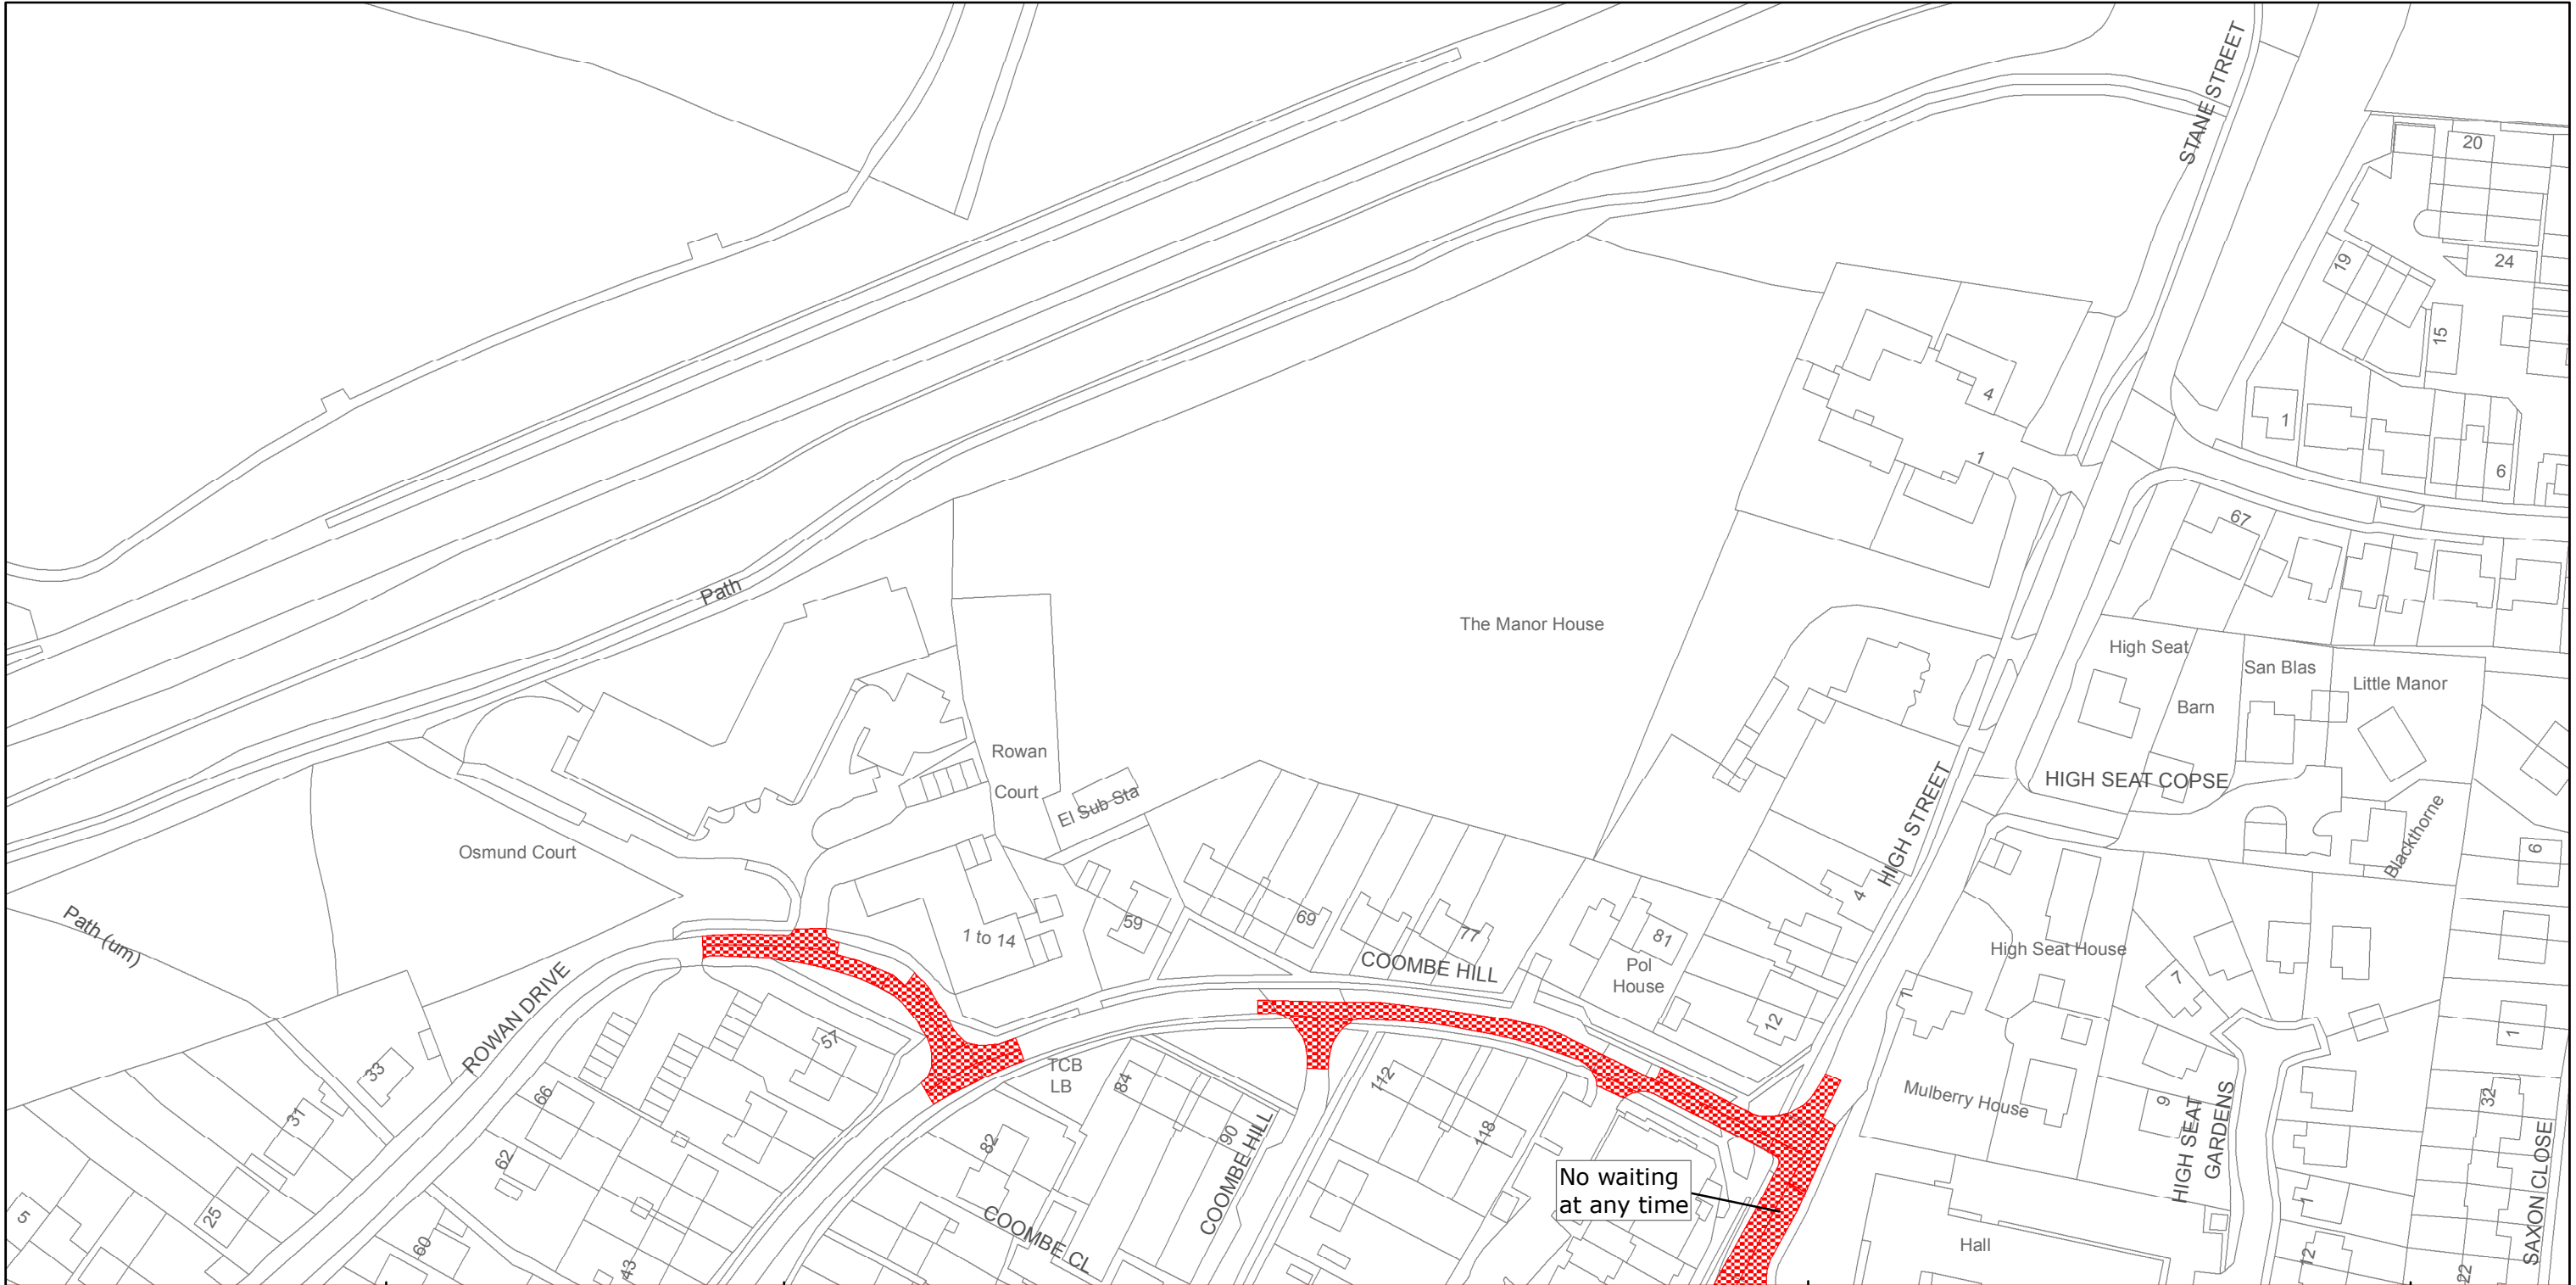 STANE STREET
20
19
24
15
4
1
1
6
67
Path
The Manor House
High Seat
Barn
San Blas
Little Manor
Rowan
Court
El Sub Sta
HIGH SEAT COPSE
HIGH STREET
Blackthorne
6
Osmund Court
Path (um)
1 to 14
59
69
77
COOMBE HILL
81
Pol
House
4
12
1
High Seat House
7
1
ROWAN DRIVE
33
31
25
5
66
62
60
57
43
TCB
LB
84
82
90
COOMBE HILL
COOMBE CL
112
118
No waiting
at any time
Mulberry House
9
HIGH SEAT
GARDENS
32
Hall
1
12
22
SAXON CLOSE